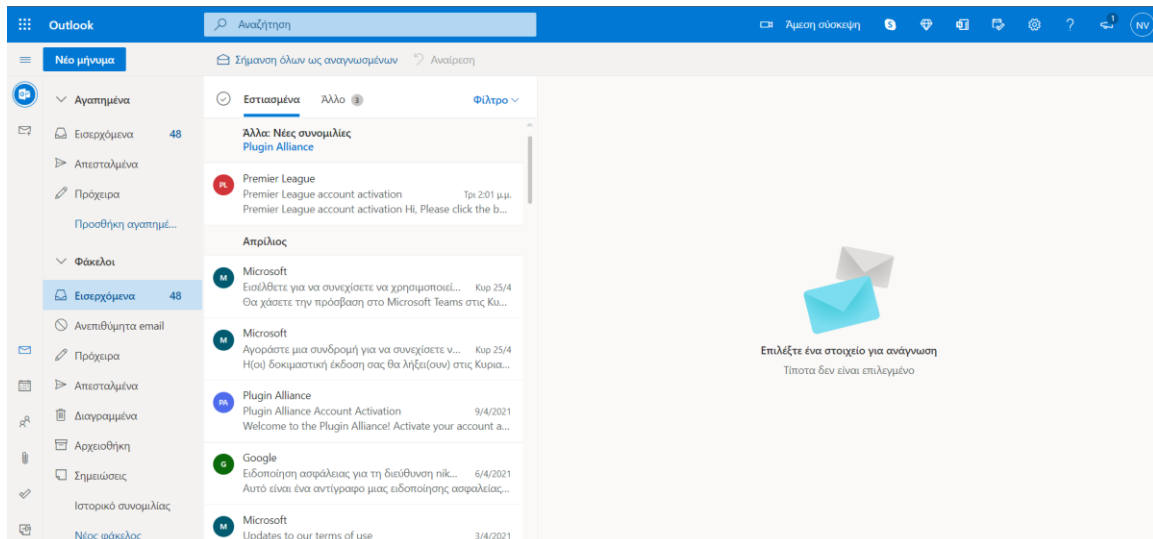 Outlook
Αναζήτηση
Άμεση σύσκεψη
1
NV
Νέο μήνυμα
Σήμανση όλων ως αναγνωσμένων
Αναίρεση
Αγαπημένα
Εισερχόμενα 48
Απεσταλμένα
Πρόχειρα
Προσθήκη αγαπημέ...
Φάκελοι
Εισερχόμενα 48
Ανεπιθύμητα email
Πρόχειρα
Απεσταλμένα
Διαγραμμένα
Αρχειοθήκη
Σημειώσεις
Ιστορικό συνομιλίας
Νέος φάκελος
Εστιασμένα Άλλο 3 Φίλτρο
Άλλα: Νέες συνομιλίες
Plugin Alliance
PL
Premier League
Premier League account activation Τρι 2:01 μ.μ.
Premier League account activation Hi, Please click the b...
Απρίλιος
M
Microsoft
Εισέλθετε για να συνεχίσετε να χρησιμοποιεί... Κυρ 25/4
Θα χάσετε την πρόσβαση στο Microsoft Teams στις Κυ...
M
Microsoft
Αγοράστε μια συνδρομή για να συνεχίσετε ν... Κυρ 25/4
Η(οι) δοκιμαστική έκδοση σας θα λήξει(ουν) στις Κυρια...
PA
Plugin Alliance
Plugin Alliance Account Activation 9/4/2021
Welcome to the Plugin Alliance! Activate your account a...
G
Google
Ειδοποίηση ασφάλειας για τη διεύθυνση nik... 6/4/2021
Αυτό είναι ένα αντίγραφο μιας ειδοποίησης ασφαλείας...
M
Microsoft
Updates to our terms of use 3/4/2021
Επιλέξτε ένα στοιχείο για ανάγνωση
Τίποτα δεν είναι επιλεγμένο